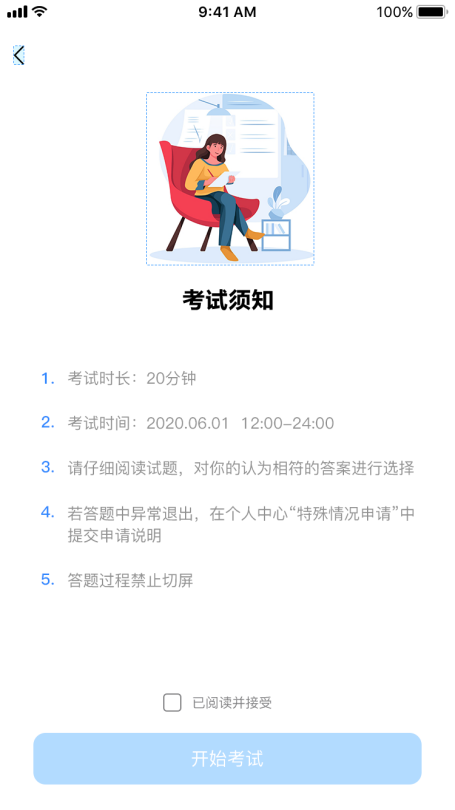 9:41 AM
100%
考试须知
1. 考试时长：20分钟
2. 考试时间：2020.06.01 12:00-24:00
3. 请仔细阅读试题，对你的认为相符的答案进行选择
4. 若答题中异常退出，在个人中心“特殊情况申请”中
提交申请说明
5. 答题过程禁止切屏
已阅读并接受
开始考试